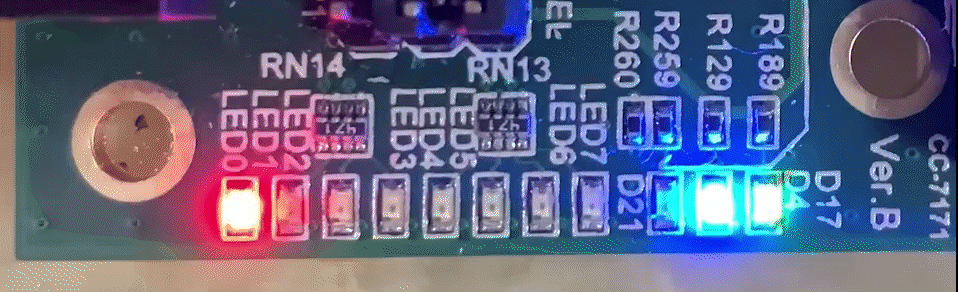 EL
RN14
RN13
R260
R259
R129
R189
LED0
LED1
LED2
LED3
LED4
LED5
LED6
LED7
D21
D4
D17
Ver.B
CC-7171